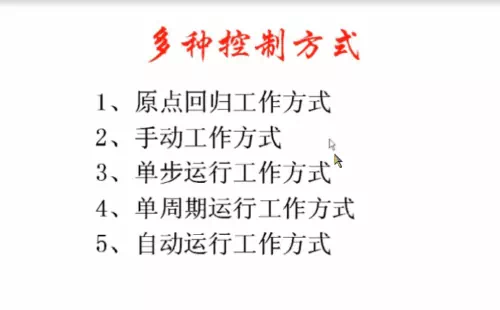 多种控制方式
1、原点回归工作方式
2、手动工作方式
3、单步运行工作方式
4、单周期运行工作方式
5、自动运行工作方式